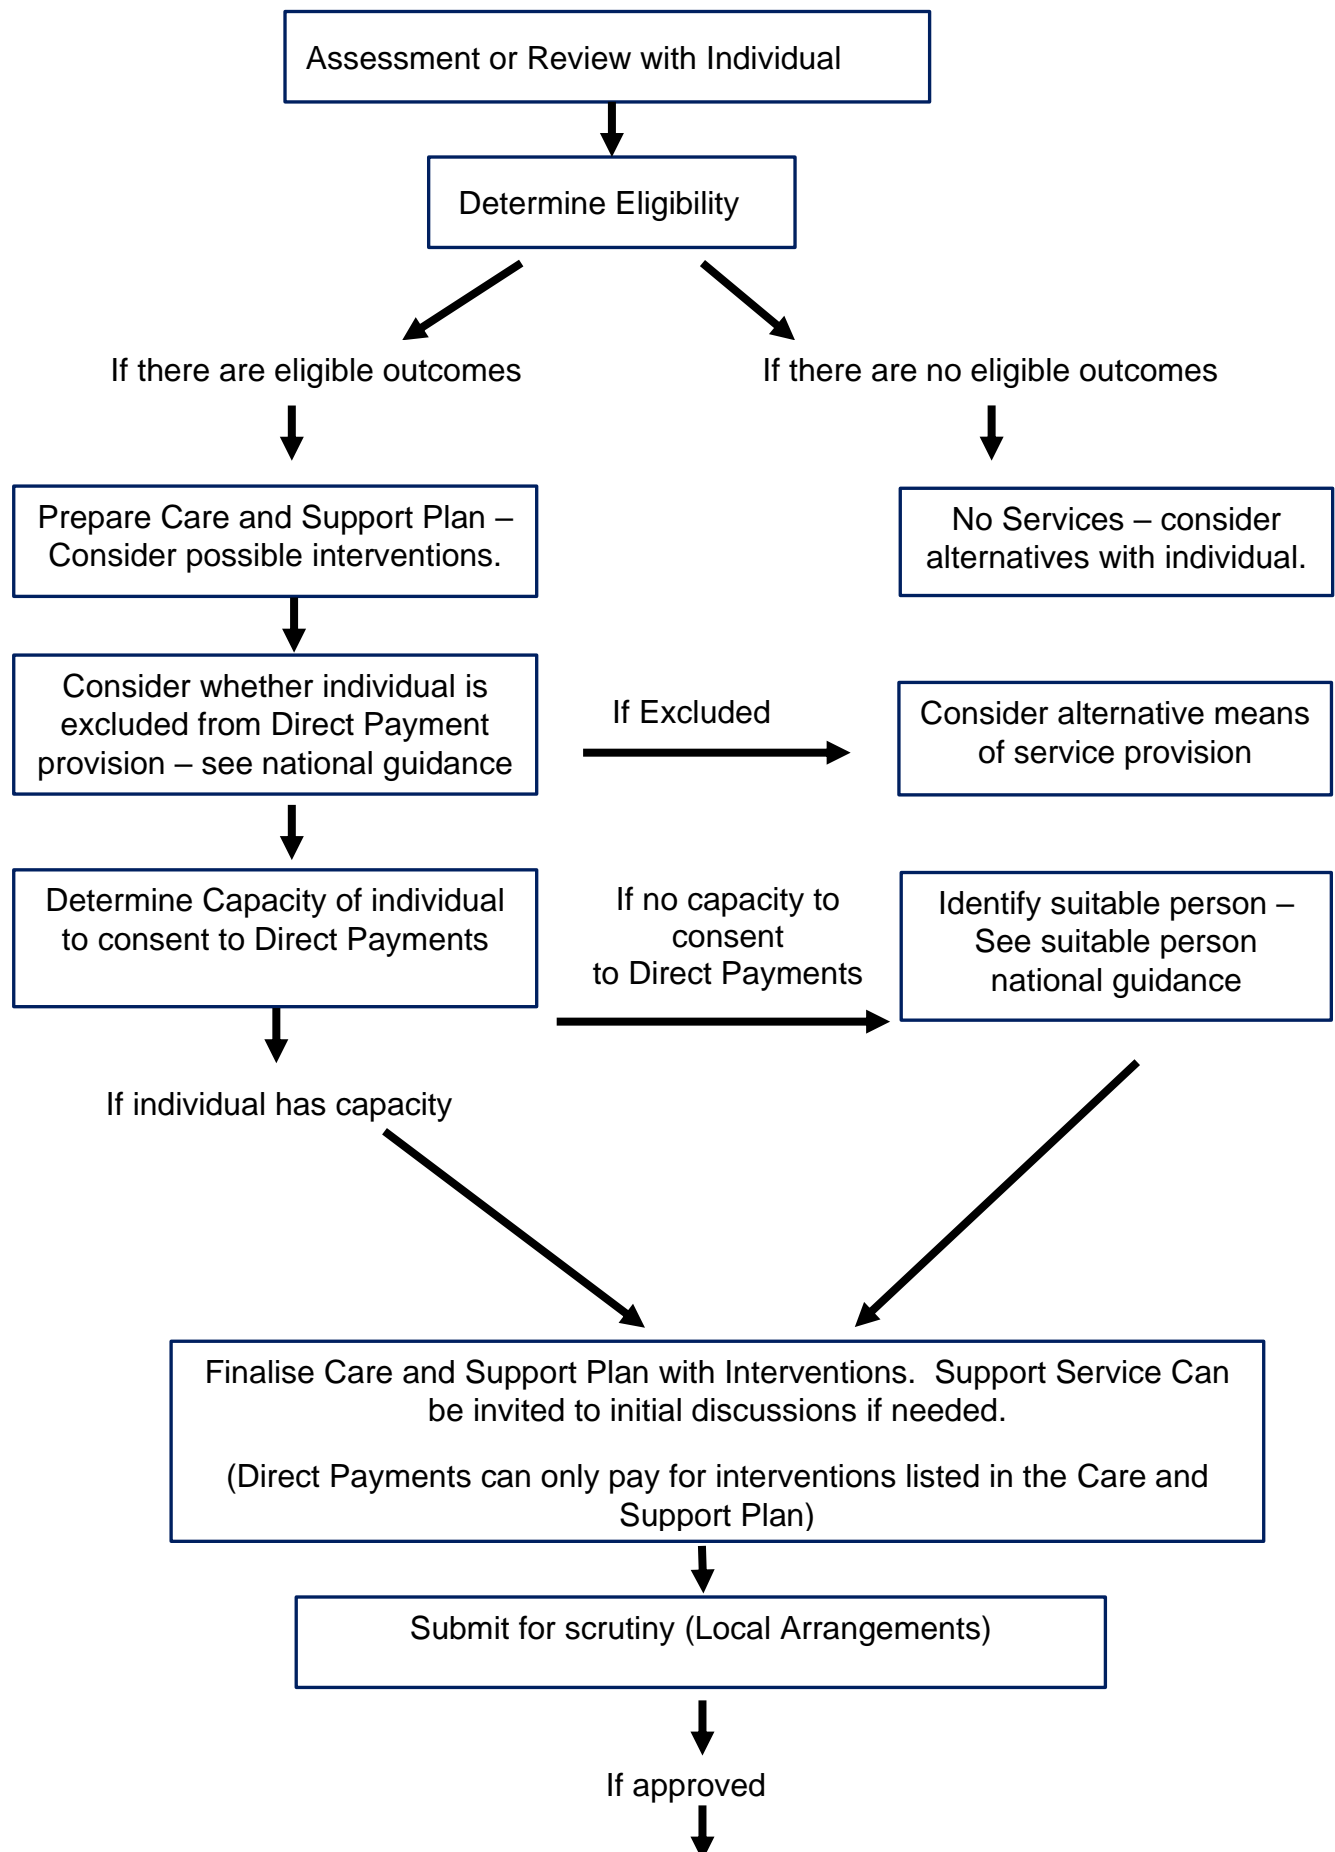 Assessment or Review with Individual
Determine Eligibility
If there are eligible outcomes
If there are no eligible outcomes
Prepare Care and Support Plan –
Consider possible interventions.
No Services – consider
alternatives with individual.
Consider whether individual is
excluded from Direct Payment
provision – see national guidance
If Excluded
Consider alternative means
of service provision
Determine Capacity of individual
to consent to Direct Payments
If no capacity to
consent
to Direct Payments
Identify suitable person –
See suitable person
national guidance
If individual has capacity
Finalise Care and Support Plan with Interventions.  Support Service Can
be invited to initial discussions if needed.
(Direct Payments can only pay for interventions listed in the Care and
Support Plan)
Submit for scrutiny (Local Arrangements)
If approved